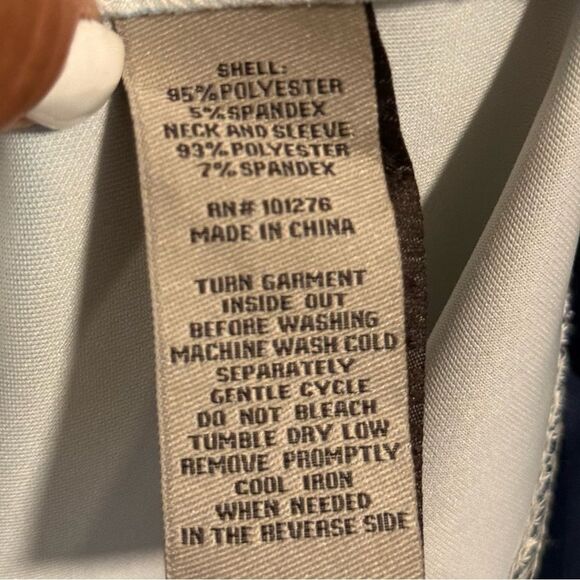 SHELL:
95% POLYESTER
5% SPANDEX
NECK AND SLEEVE:
93% POLYESTER
7% SPANDEX
RN# 101276
MADE IN CHINA
TURN GARMENT
INSIDE OUT
BEFORE WASHING
MACHINE WASH COLD
SEPARATELY
GENTLE CYCLE
DO NOT BLEACH
TUMBLE DRY LOW
REMOVE PROMPTLY
COOL IRON
WHEN NEEDED
IN THE REVERSE SIDE